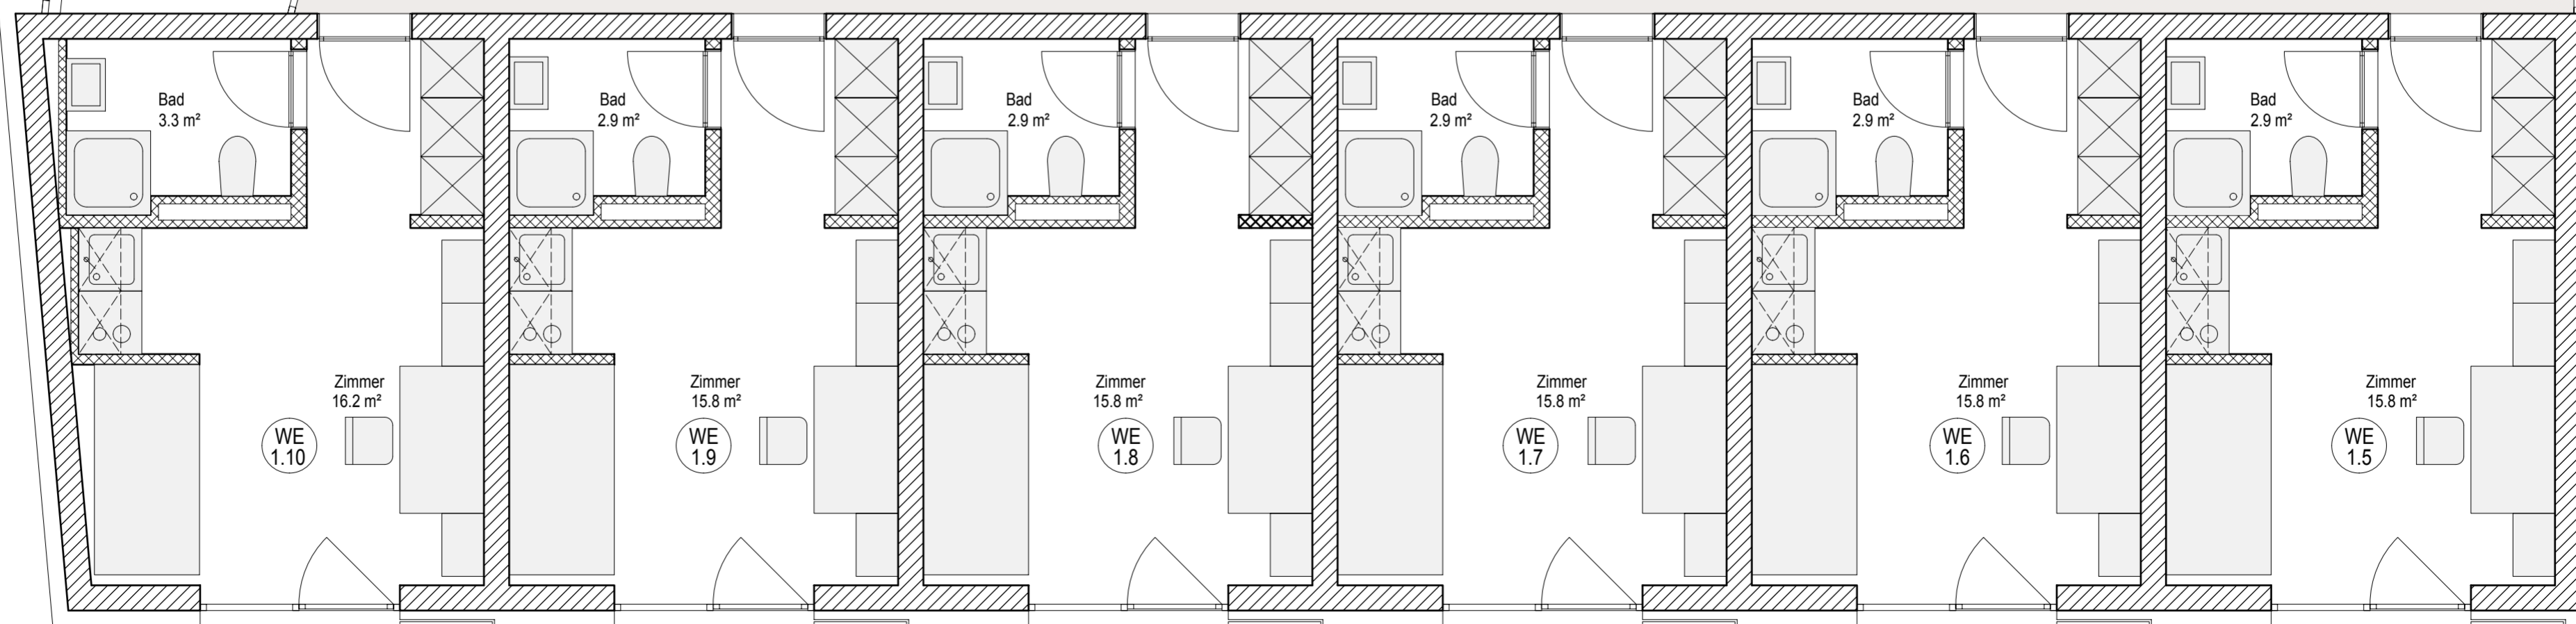 Bad
3.3 m²
Bad
2.9 m²
Bad
2.9 m²
Bad
2.9 m²
Bad
2.9 m²
Bad
2.9 m²
Zimmer
16.2 m²
Zimmer
15.8 m²
Zimmer
15.8 m²
Zimmer
15.8 m²
Zimmer
15.8 m²
Zimmer
15.8 m²
WE
1.10
WE
1.9
WE
1.8
WE
1.7
WE
1.6
WE
1.5